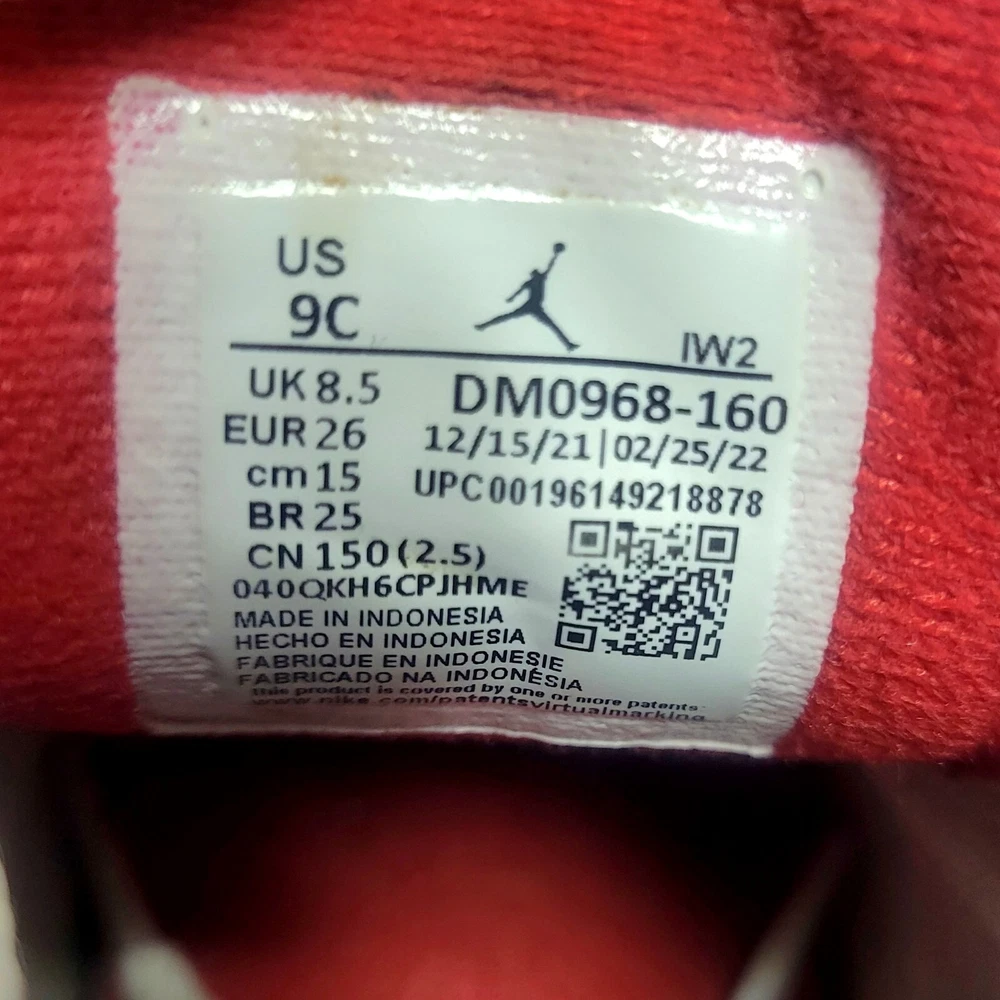 US
9C
IW2
UK 8.5
DM0968-160
EUR 26
12/15/21|02/25/22
cm 15
UPC00196149218878
BR 25
CN 150(2.5)
040QKH6CPJHME
MADE IN INDONESIA
HECHO EN INDONESIA
FABRIQUE EN INDONESIE
FABRICADO NA INDONÉSIA
this product is covered by one or more patents:
www.nike.com/patentsvirtualmarking